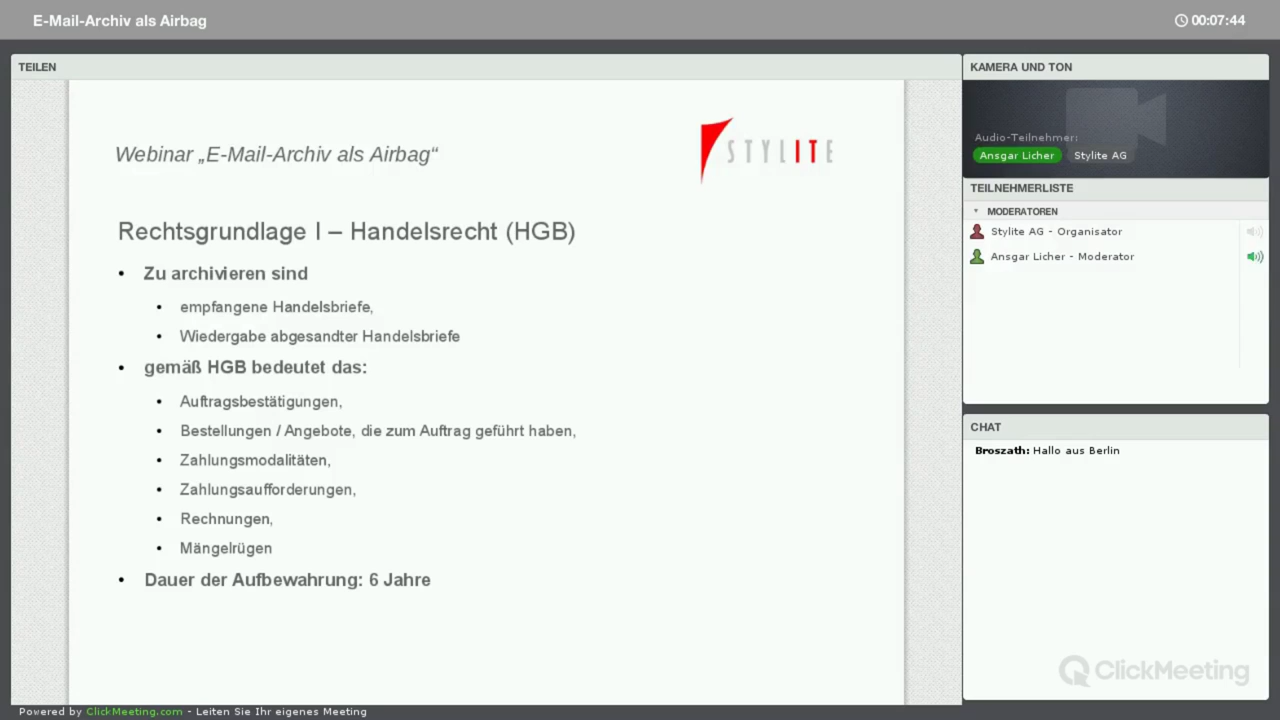 E-Mail-Archiv als Airbag
00:07:44
TEILEN
Webinar „E-Mail-Archiv als Airbag“
STYLITE
Rechtsgrundlage I – Handelsrecht (HGB)
• Zu archivieren sind
• empfangene Handelsbriefe,
• Wiedergabe abgesandter Handelsbriefe
• gemäß HGB bedeutet das:
• Auftragsbestätigungen,
• Bestellungen / Angebote, die zum Auftrag geführt haben,
• Zahlungsmodalitäten,
• Zahlungsaufforderungen,
• Rechnungen,
• Mängelrügen
• Dauer der Aufbewahrung: 6 Jahre
KAMERA UND TON
Audio-Teilnehmer:
Ansgar Licher Stylite AG
TEILNEHMERLISTE
MODERATOREN
Stylite AG - Organisator
Ansgar Licher - Moderator
CHAT
Broszath: Hallo aus Berlin
ClickMeeting
Powered by ClickMeeting.com - Leiten Sie Ihr eigenes Meeting